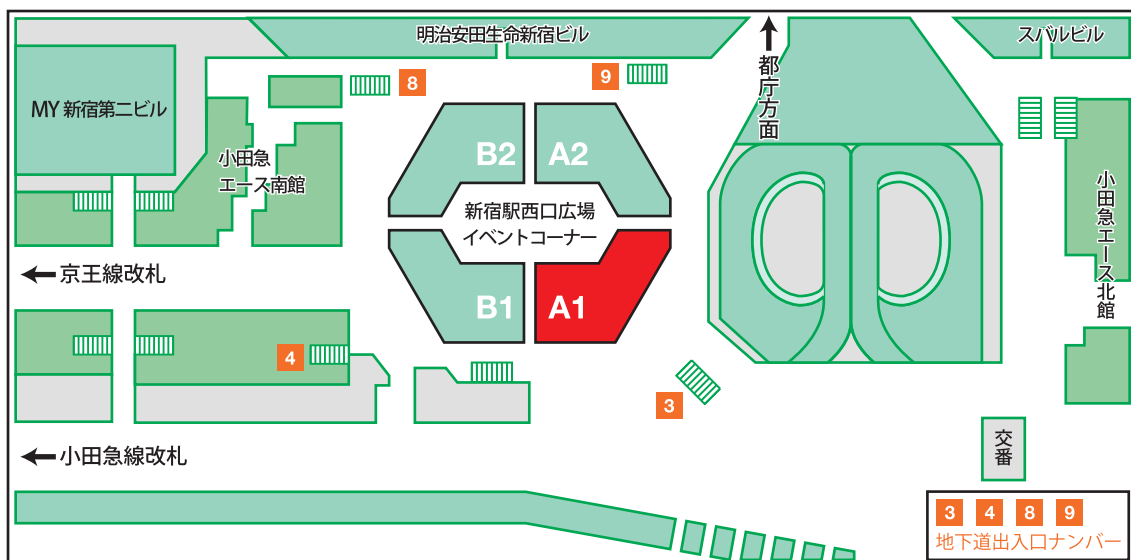 明治安田生命新宿ビル
スバルビル
都庁方面
8
9
MY 新宿第二ビル
小田急
エース南館
B2
A2
新宿駅西口広場
イベントコーナー
小田急エース北館
京王線改札
B1
A1
4
3
交番
小田急線改札
3 4 8 9
地下道出入口ナンバー